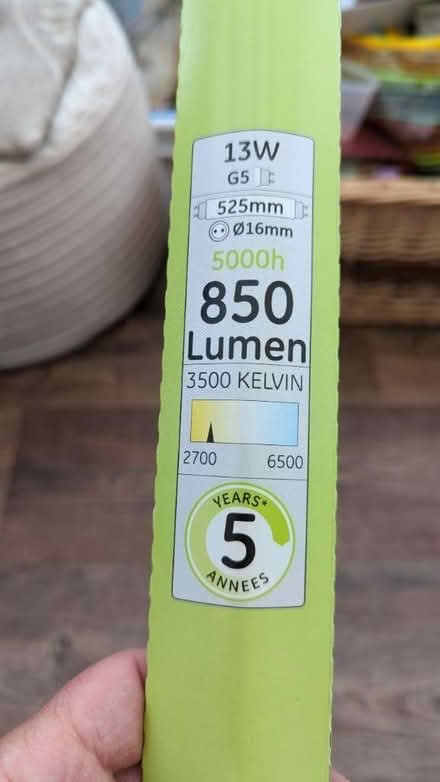 13W
G5
525mm
Ø16mm
5000h
850
Lumen
3500 KELVIN
2700 6500
YEARS*
5
ANNEES